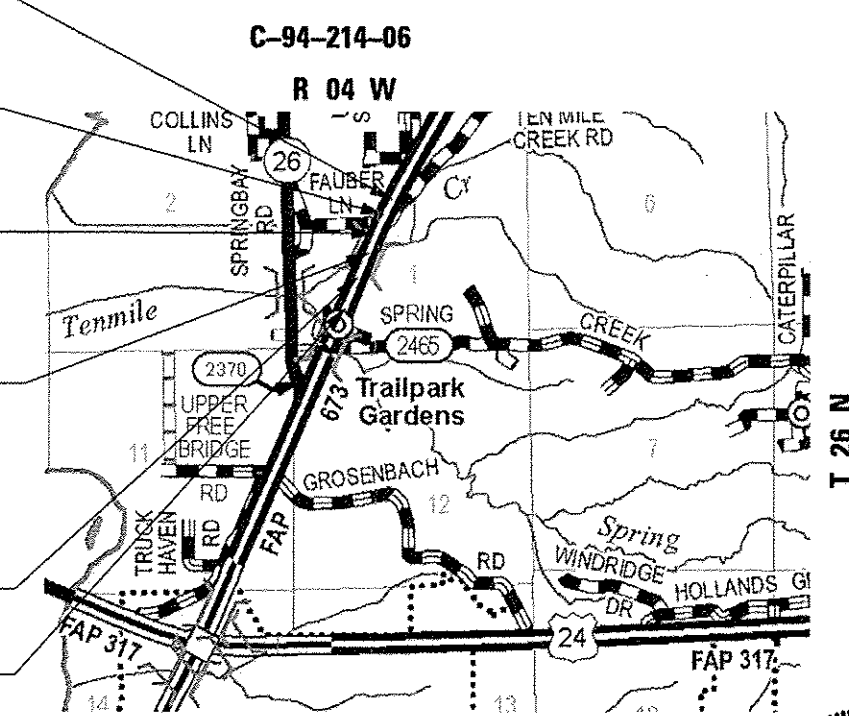 C–94–214–06
R 04 W
COLLINS
LN
S
TEN MILE
CREEK RD
26
FAUBER
LN
Cr
2
6
SPRINGBAY
RD
1
CATERPILLAR
Tenmile
SPRING
CREEK
2465
2370
673
Trailpark
Gardens
UPPER
FREE
BRIDGE
RD
11
T 26 N
7
GROSENBACH
RD
12
TRUCK
HAVEN
RD
FAP
Spring
WINDRIDGE
DR
HOLLANDS
FAP 317
24
FAP 317
14
13